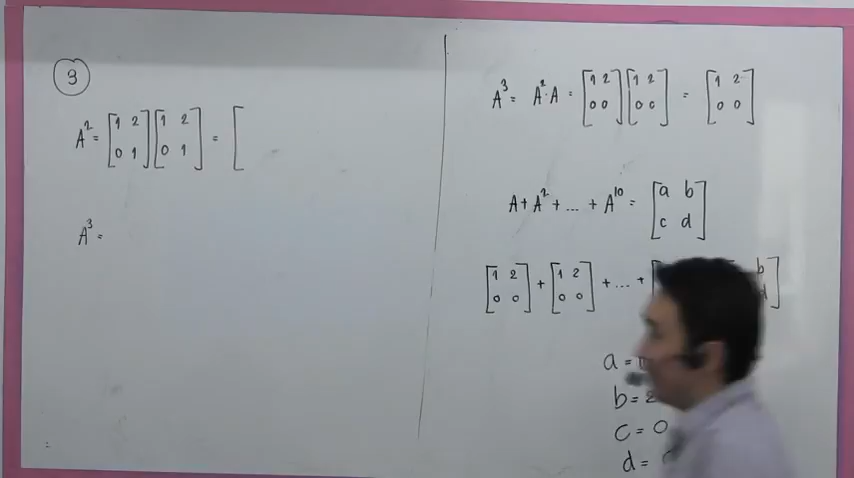 3
A² = [1 2; 0 1] [1 2; 0 1] = [
A³ =
A³ = A²·A = [1 2; 0 0] [1 2; 0 0] = [1 2; 0 0]
A + A² + ... + A¹⁰ = [a b; c d]
[1 2; 0 0] + [1 2; 0 0] + ... + b
a =
b = 2
c = 0
d =